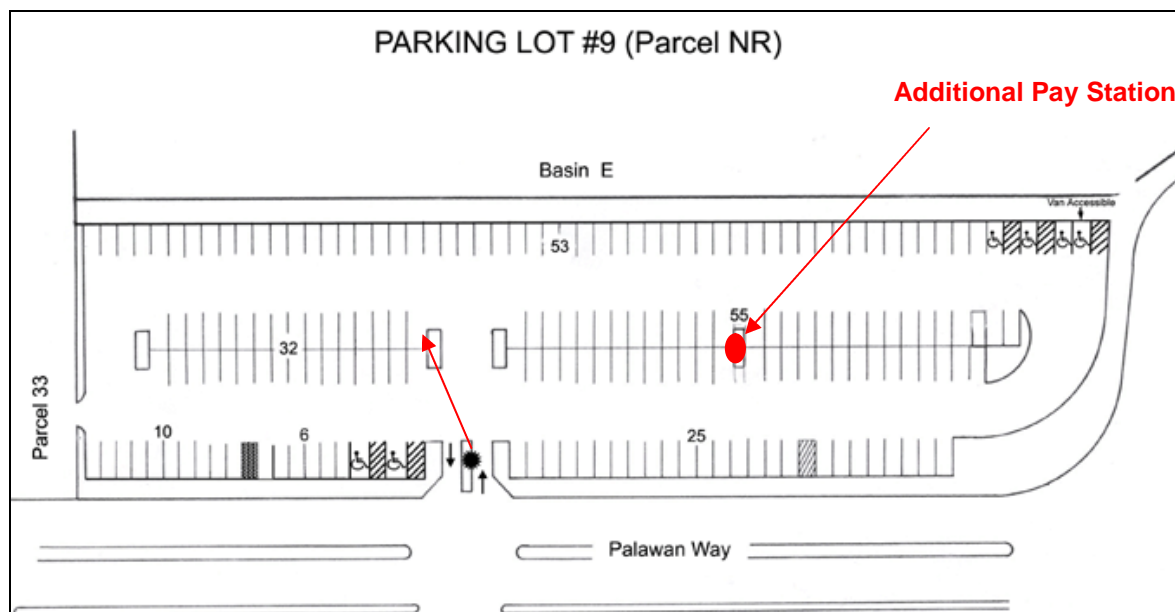 PARKING LOT #9 (Parcel NR)
Additional Pay Station
Basin E
Van Accessible
53
55
32
Parcel 33
10
6
25
Palawan Way